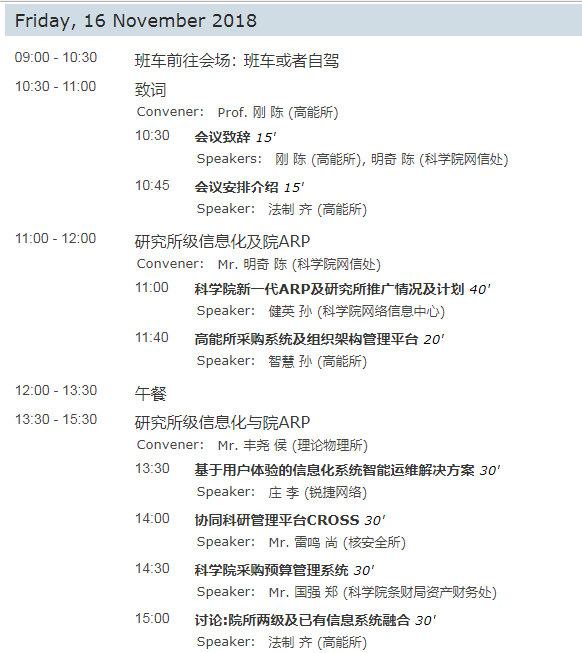 Friday, 16 November 2018
09:00 - 10:30 班车前往会场：班车或者自驾
10:30 - 11:00 致词
Convener: Prof. 刚 陈 (高能所)
10:30 会议致辞 15'
Speakers: 刚 陈 (高能所), 明奇 陈 (科学院网信处)
10:45 会议安排介绍 15'
Speaker: 法制 齐 (高能所)
11:00 - 12:00 研究所级信息化及院ARP
Convener: Mr. 明奇 陈 (科学院网信处)
11:00 科学院新一代ARP及研究所推广情况及计划 40'
Speaker: 健英 孙 (科学院网络信息中心)
11:40 高能所采购系统及组织架构管理平台 20'
Speaker: 智慧 孙 (高能所)
12:00 - 13:30 午餐
13:30 - 15:30 研究所级信息化与院ARP
Convener: Mr. 丰尧 侯 (理论物理所)
13:30 基于用户体验的信息化系统智能运维解决方案 30'
Speaker: 庄 李 (锐捷网络)
14:00 协同科研管理平台CROSS 30'
Speaker: Mr. 雷鸣 尚 (核安全所)
14:30 科学院采购预算管理系统 30'
Speaker: Mr. 国强 郑 (科学院条财局资产财务处)
15:00 讨论:院所两级及已有信息系统融合 30'
Speaker: 法制 齐 (高能所)